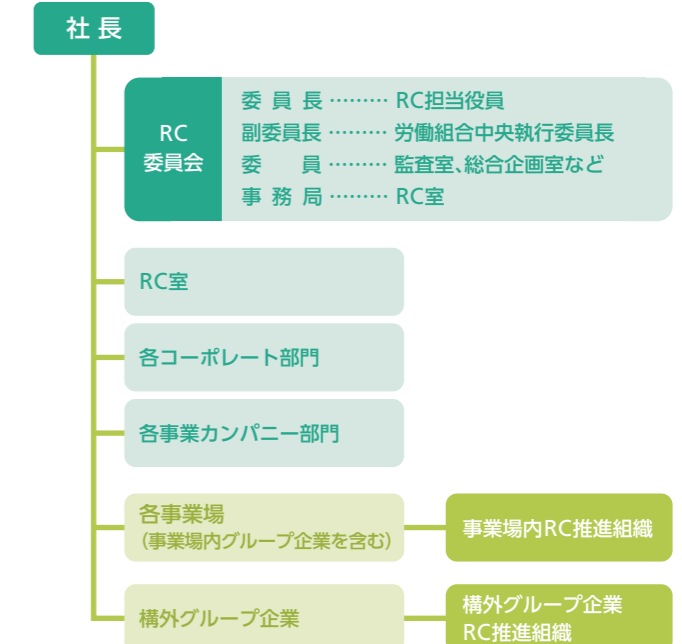 社 長
RC
委員会
委 員 長 ……… RC担当役員
副委員長 ……… 労働組合中央執行委員長
委　　員 ……… 監査室、総合企画室など
事 務 局 ……… RC室
RC室
各コーポレート部門
各事業カンパニー部門
各事業場
（事業場内グループ企業を含む）
事業場内RC推進組織
構外グループ企業
構外グループ企業
RC推進組織